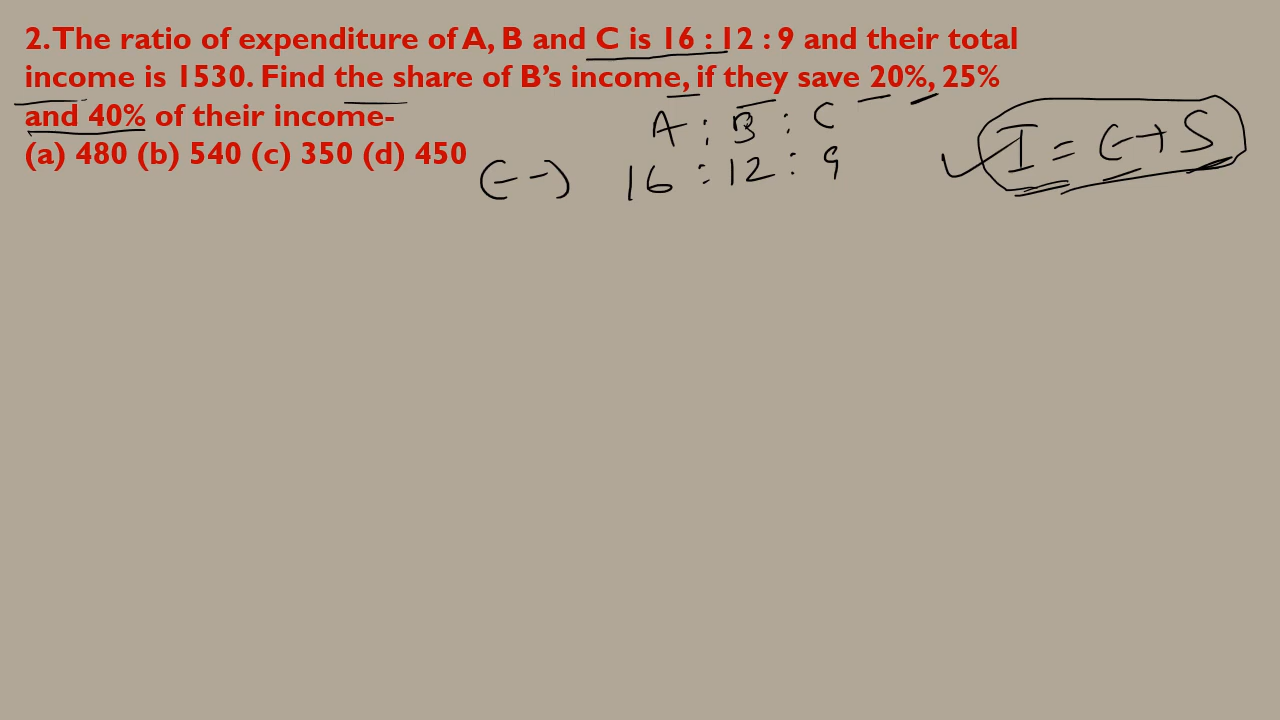 2. The ratio of expenditure of A, B and C is 16 : 12 : 9 and their total
income is 1530. Find the share of B's income, if they save 20%, 25%
and 40% of their income-
(a) 480 (b) 540 (c) 350 (d) 450
A : B : C
16 : 12 : 9
I = E + S